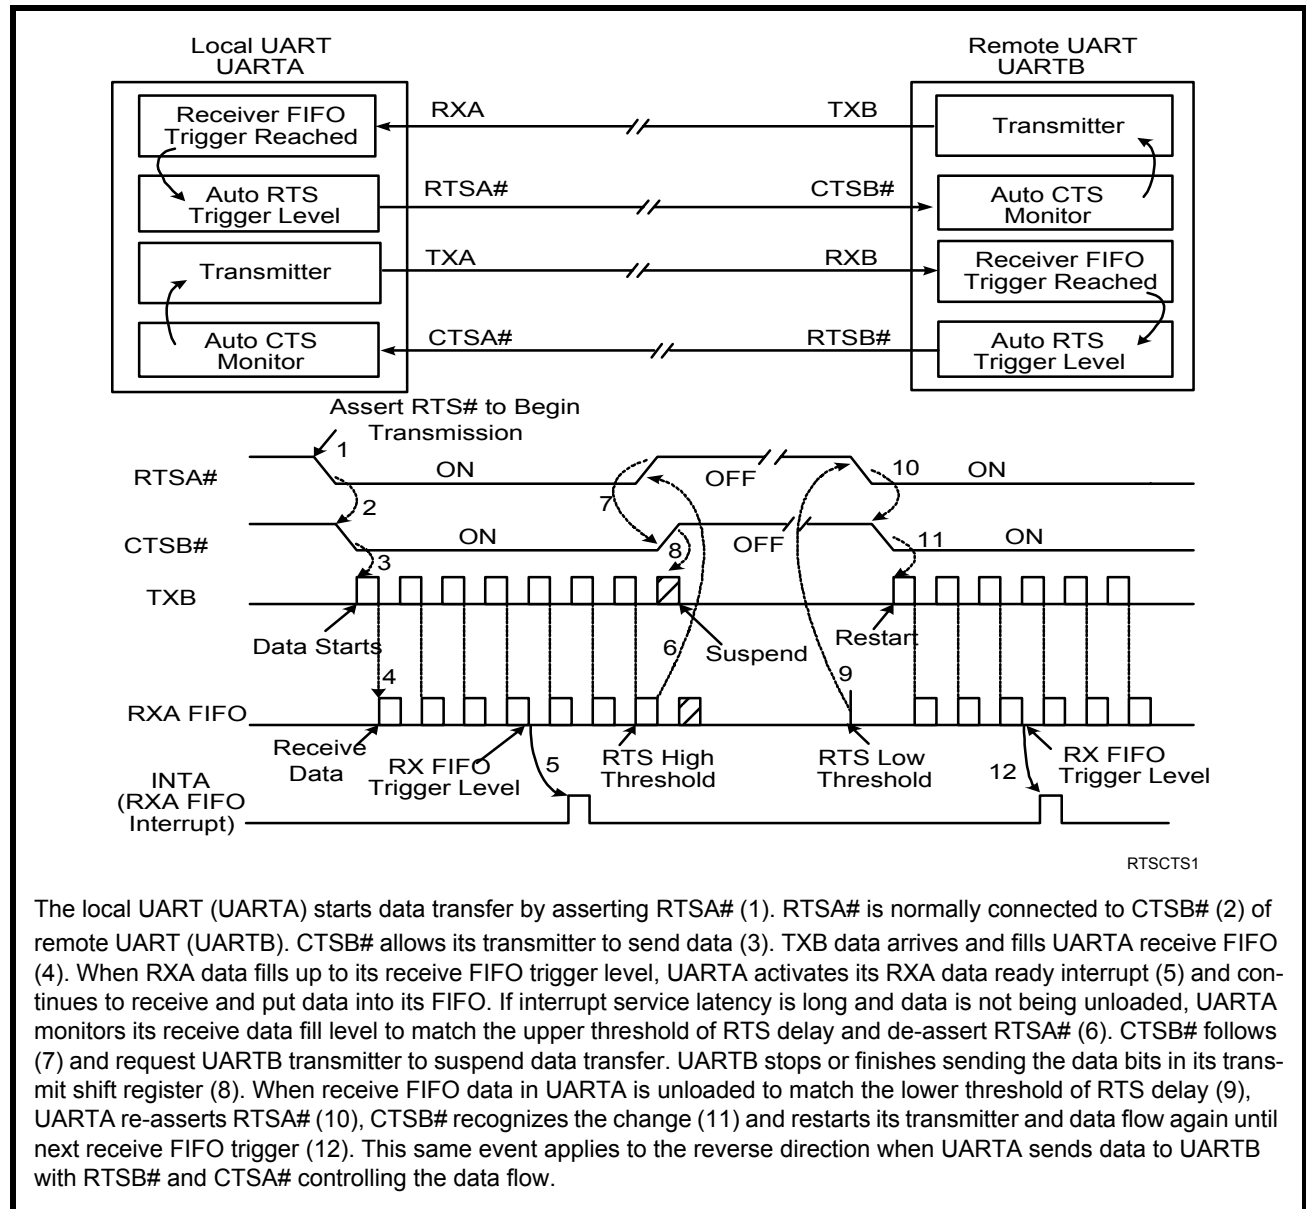 Local UART
UARTA
Remote UART
UARTB
Receiver FIFO
Trigger Reached
RXA
TXB
Transmitter
Auto RTS
Trigger Level
RTSA#
CTSB#
Auto CTS
Monitor
Transmitter
TXA
RXB
Receiver FIFO
Trigger Reached
Auto CTS
Monitor
CTSA#
RTSB#
Auto RTS
Trigger Level
Assert RTS# to Begin
Transmission
RTSA#
1
ON
OFF
10
ON
2
7
CTSB#
ON
OFF
11
ON
3
8
TXB
Data Starts
6
Suspend
Restart
4
9
RXA FIFO
Receive
Data
RX FIFO
Trigger Level
5
RTS High
Threshold
RTS Low
Threshold
12
RX FIFO
Trigger Level
INTA
(RXA FIFO
Interrupt)
RTSCTS1
The local UART (UARTA) starts data transfer by asserting RTSA# (1). RTSA# is normally connected to CTSB# (2) of
remote UART (UARTB). CTSB# allows its transmitter to send data (3). TXB data arrives and fills UARTA receive FIFO
(4). When RXA data fills up to its receive FIFO trigger level, UARTA activates its RXA data ready interrupt (5) and con-
tinues to receive and put data into its FIFO. If interrupt service latency is long and data is not being unloaded, UARTA
monitors its receive data fill level to match the upper threshold of RTS delay and de-assert RTSA# (6). CTSB# follows
(7) and request UARTB transmitter to suspend data transfer. UARTB stops or finishes sending the data bits in its trans-
mit shift register (8). When receive FIFO data in UARTA is unloaded to match the lower threshold of RTS delay (9),
UARTA re-asserts RTSA# (10), CTSB# recognizes the change (11) and restarts its transmitter and data flow again until
next receive FIFO trigger (12). This same event applies to the reverse direction when UARTA sends data to UARTB
with RTSB# and CTSA# controlling the data flow.